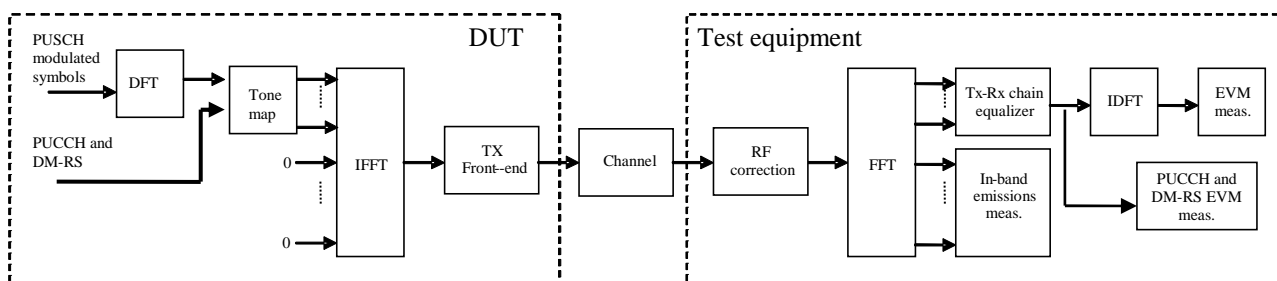 DUT
Test equipment
PUSCH
modulated
symbols
DFT
Tone
map
PUCCH and
DM-RS
0
0
IFFT
TX
Front--end
Channel
RF
correction
FFT
Tx-Rx chain
equalizer
IDFT
EVM
meas.
In-band
emissions
meas.
PUCCH and
DM-RS EVM
meas.